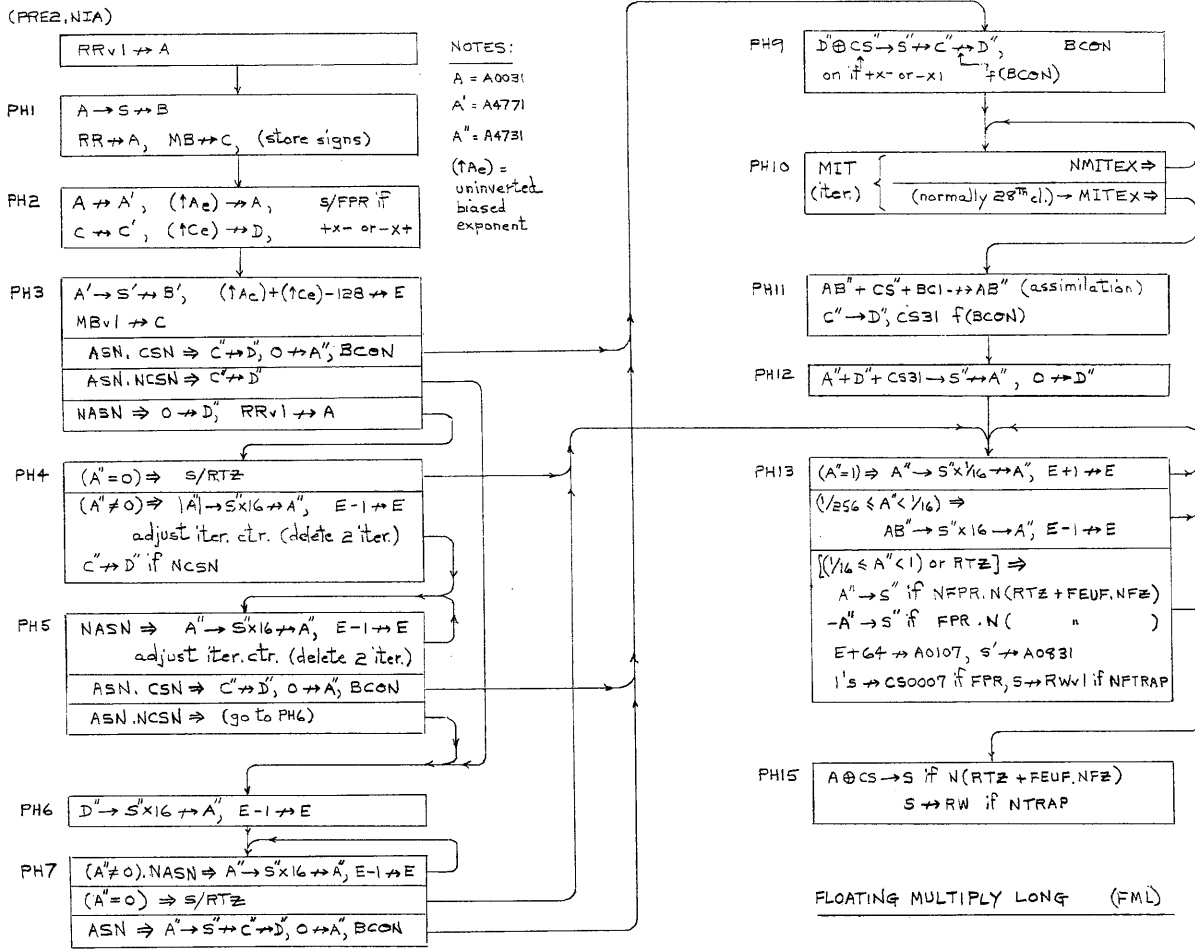 (PRE2,NIA)
RRv1 ↛ A
NOTES:
A = A0031
A' = A4771
A" = A4731
(↑Ae) =
uninverted
biased
exponent
PH1
A → S ↛ B
RR ↛ A, MB ↛ C, (store signs)
PH2
A ↛ A', (↑Ae) → A, S/FPR if
C ↛ C', (↑Ce) → D, +x- or -x+
PH3
A' → S' ↛ B', (↑Ae)+(↑Ce)-128 ↛ E
MBv1 ↛ C
ASN.CSN ⇒ C" ↛ D", O ↛ A", BCON
ASN.NCSN ⇒ C" ↛ D"
NASN ⇒ O ↛ D", RRv1 ↛ A
PH4
(A"=0) ⇒ S/RTZ
(A"≠0) ⇒ |A"| → S"x16 ↛ A", E-1 ↛ E
adjust iter. ctr. (delete 2 iter.)
C" ↛ D" if NCSN
PH5
NASN ⇒ A" → S"x16 ↛ A", E-1 ↛ E
adjust iter. ctr. (delete 2 iter.)
ASN.CSN ⇒ C" ↛ D", O ↛ A", BCON
ASN.NCSN ⇒ (go to PH6)
PH6
D" → S"x16 ↛ A", E-1 ↛ E
PH7
(A"≠0).NASN ⇒ A" → S"x16 ↛ A", E-1 ↛ E
(A"=0) ⇒ S/RTZ
ASN ⇒ A" → S" ↛ C" ↛ D", O ↛ A", BCON
PH9
D"⊕CS" → S" ↛ C" ↛ D", BCON
on if +x- or -x1 f(BCON)
PH10
MIT NMITEX ⇒
(iter.) (normally 28Th cl.) → MITEX ⇒
PH11
AB" + CS" + BC1 -↛ AB" (assimilation)
C" → D", CS31 f(BCON)
PH12
A"+D"+CS31 → S" ↛ A", O ↛ D"
PH13
(A"=1) ⇒ A" → S"x1/16 ↛ A", E+1 ↛ E
(1/256 ≤ A" < 1/16) ⇒
AB" → S"x16 → A", E-1 ↛ E
[(1/16 ≤ A" < 1) or RTZ] ⇒
A" → S" if NFPR.N(RTZ + FEUF.NFZ)
-A" → S" if FPR.N( " )
E+64 ↛ A0107, S' ↛ A0831
1's ↛ CS0007 if FPR, S ↛ RWv1 if NFTRAP
PH15
A⊕CS → S if N(RTZ + FEUF.NFZ)
S ↛ RW if NTRAP
FLOATING MULTIPLY LONG (FML)